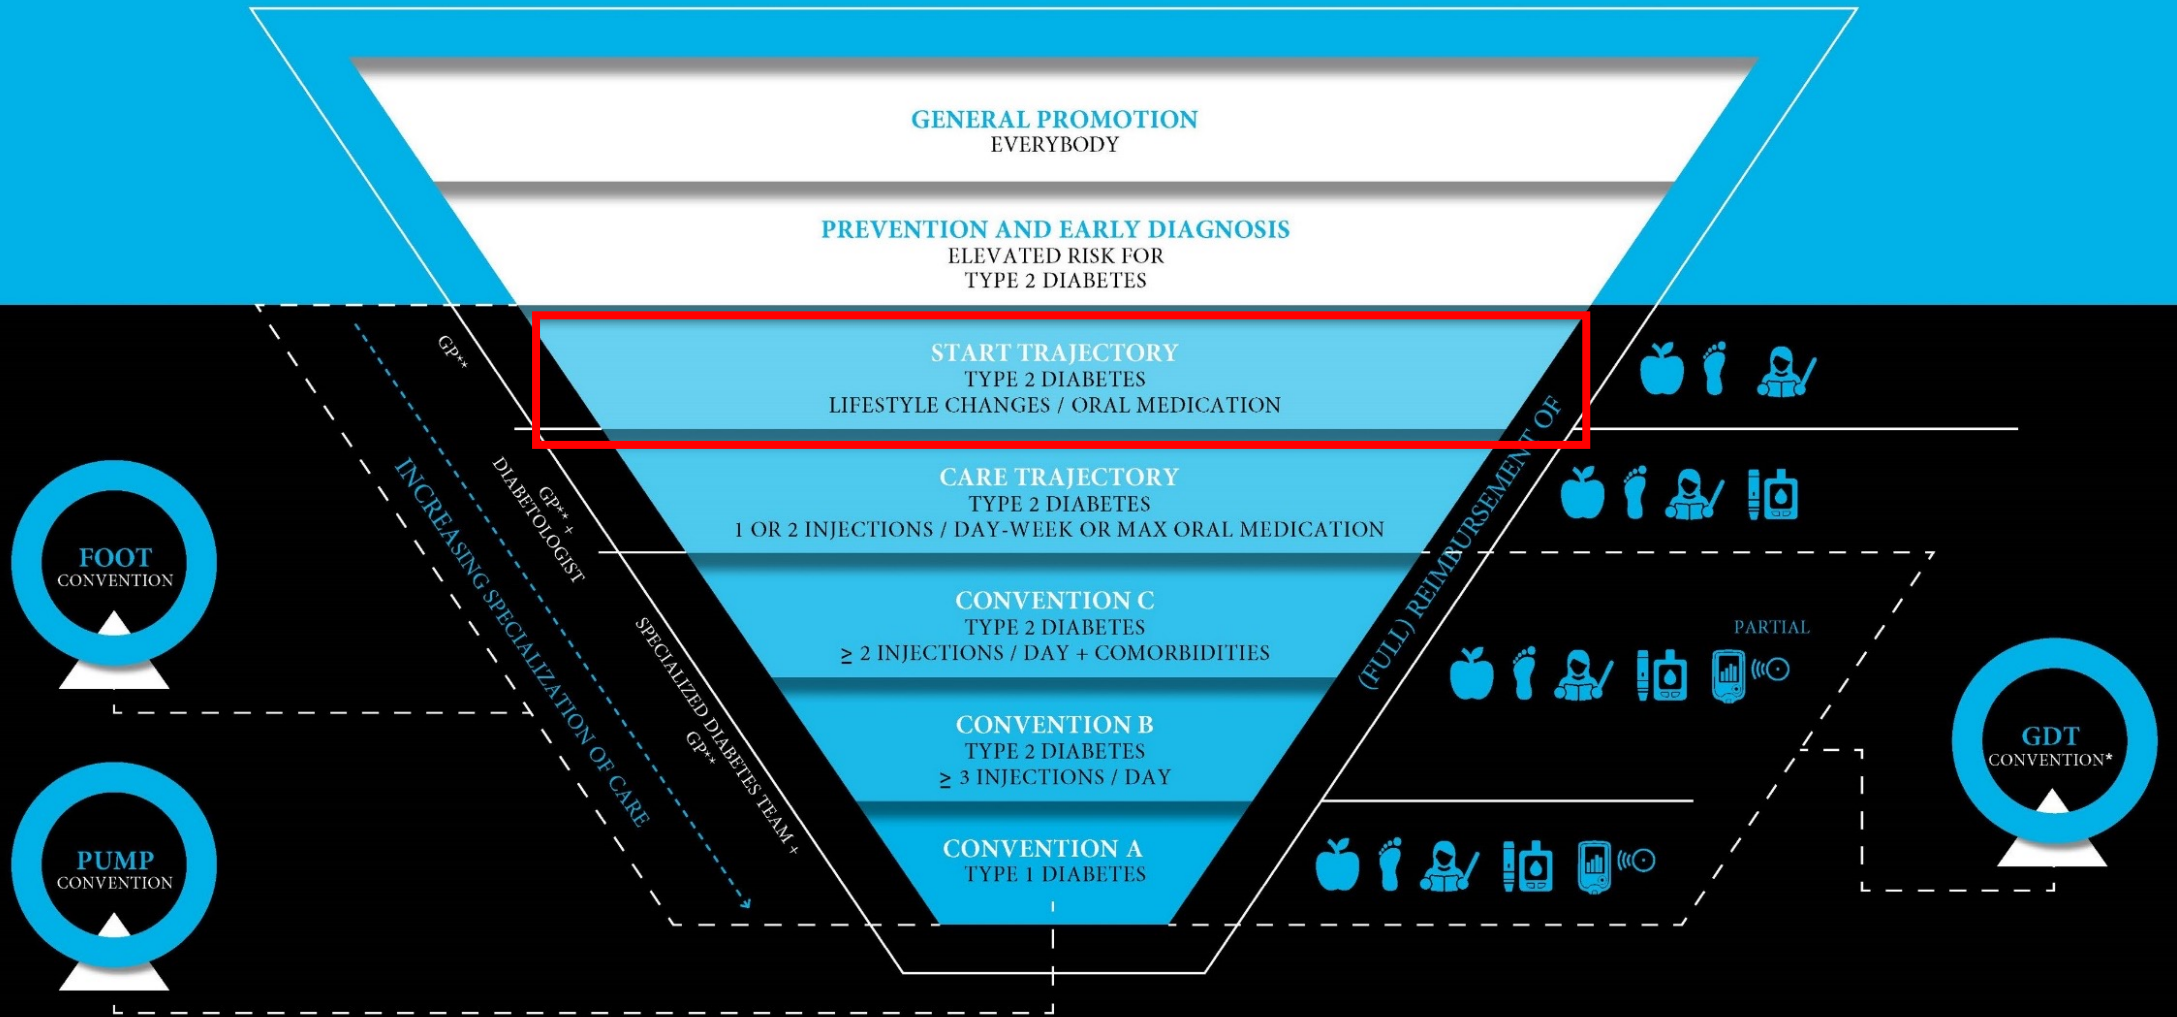 GENERAL PROMOTION
EVERYBODY
PREVENTION AND EARLY DIAGNOSIS
ELEVATED RISK FOR
TYPE 2 DIABETES
START TRAJECTORY
TYPE 2 DIABETES
LIFESTYLE CHANGES / ORAL MEDICATION
CARE TRAJECTORY
TYPE 2 DIABETES
1 OR 2 INJECTIONS / DAY-WEEK OR MAX ORAL MEDICATION
CONVENTION C
TYPE 2 DIABETES
≥ 2 INJECTIONS / DAY + COMORBIDITIES
CONVENTION B
TYPE 2 DIABETES
≥ 3 INJECTIONS / DAY
CONVENTION A
TYPE 1 DIABETES
GP**
GP** +
DIABETOLOGIST
SPECIALIZED DIABETES TEAM +
GP**
INCREASING SPECIALIZATION OF CARE
(FULL) REIMBURSEMENT OF
PARTIAL
FOOT
CONVENTION
PUMP
CONVENTION
GDT
CONVENTION*